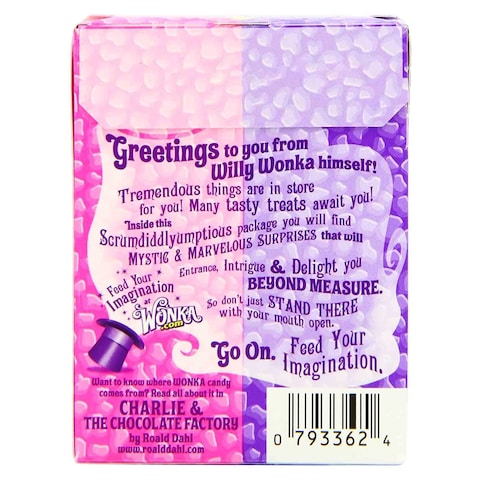 Greetings to you from
Willy Wonka himself!
Tremendous things are in store
for you! Many tasty treats await you!
Inside this
Scrumdiddlyumptious package you will find
MYSTIC & MARVELOUS SURPRISES that will
Entrance, Intrigue & Delight you
BEYOND MEASURE.
So don't just STAND THERE
with your mouth open.
Go On. Feed Your
Imagination.
Feed Your
Imagination
at
WONKA
.com
Want to know where WONKA candy
comes from? Read all about it in
CHARLIE &
THE CHOCOLATE FACTORY
by Roald Dahl
www.roalddahl.com
0 793362 4